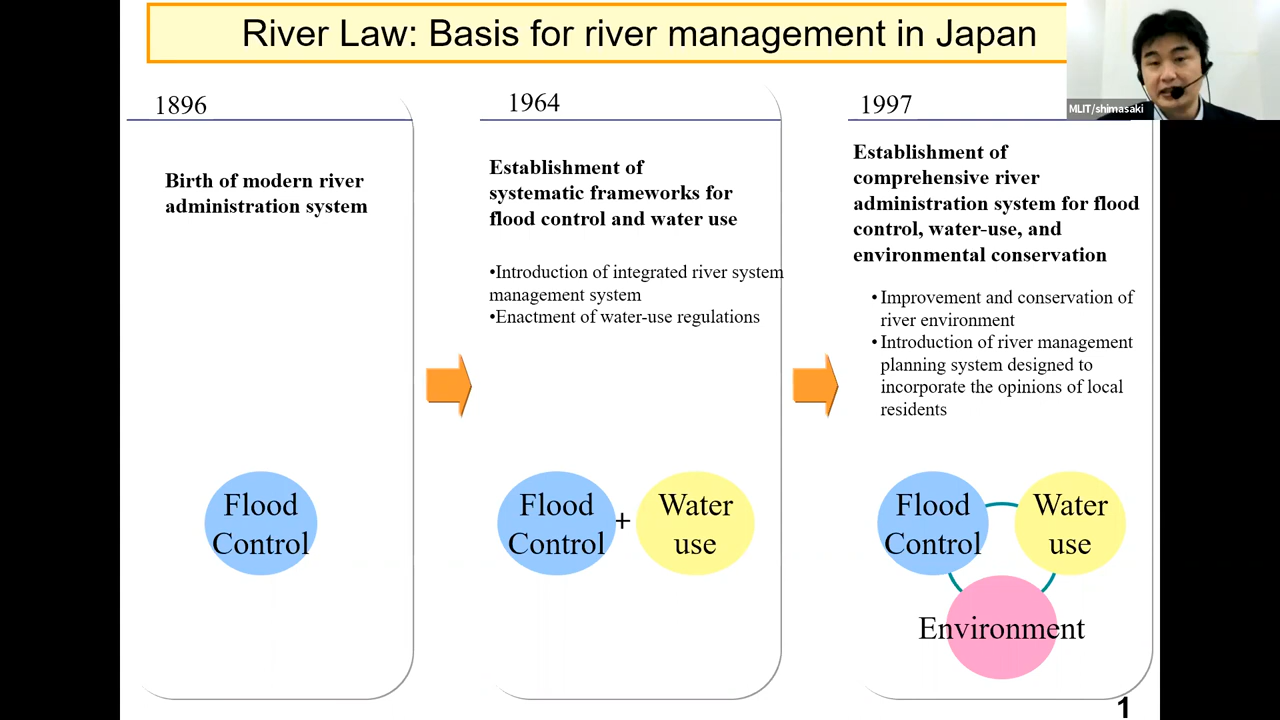 River Law: Basis for river management in Japan
MLIT/shimasaki
1896
Birth of modern river
administration system
Flood
Control
1964
Establishment of
systematic frameworks for
flood control and water use
•Introduction of integrated river system
management system
•Enactment of water-use regulations
Flood
Control
+
Water
use
1997
Establishment of
comprehensive river
administration system for flood
control, water-use, and
environmental conservation
• Improvement and conservation of
river environment
• Introduction of river management
planning system designed to
incorporate the opinions of local
residents
Flood
Control
Water
use
Environment
1